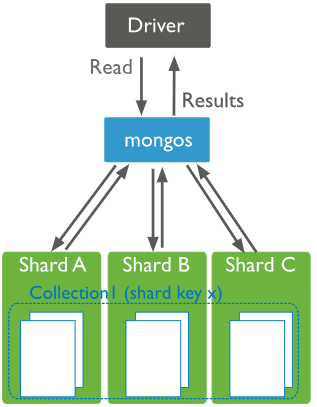 Driver
Read
Results
mongos
Shard A
Shard B
Shard C
Collection1 (shard key x)